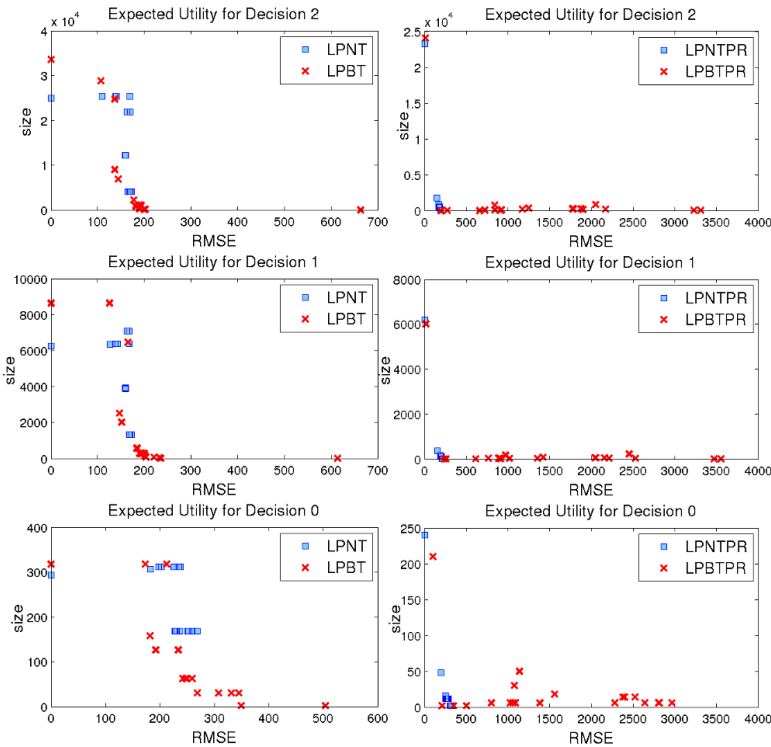 Expected Utility for Decision 2
x 10^4
4
3
2
1
0
size
0 100 200 300 400 500 600 700
RMSE
LPNT
LPBT
Expected Utility for Decision 2
x 10^4
2.5
2
1.5
1
0.5
0
size
0 500 1000 1500 2000 2500 3000 3500 4000
RMSE
LPNTPR
LPBTPR
Expected Utility for Decision 1
10000
8000
6000
4000
2000
0
size
0 100 200 300 400 500 600 700
RMSE
LPNT
LPBT
Expected Utility for Decision 1
8000
6000
4000
2000
0
size
0 500 1000 1500 2000 2500 3000 3500 4000
RMSE
LPNTPR
LPBTPR
Expected Utility for Decision 0
400
300
200
100
0
size
0 100 200 300 400 500 600
RMSE
LPNT
LPBT
Expected Utility for Decision 0
250
200
150
100
50
0
size
0 500 1000 1500 2000 2500 3000 3500 4000
RMSE
LPNTPR
LPBTPR